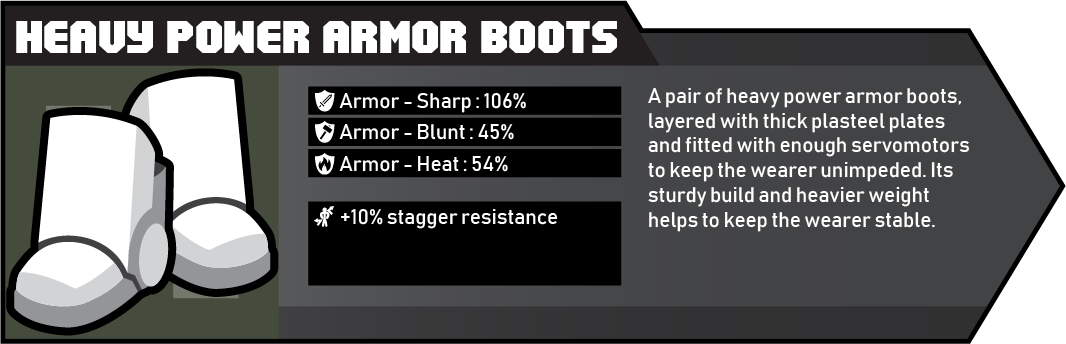 HEAVY POWER ARMOR BOOTS
Armor - Sharp : 106%
Armor - Blunt : 45%
Armor - Heat : 54%
+10% stagger resistance
A pair of heavy power armor boots,
layered with thick plasteel plates
and fitted with enough servomotors
to keep the wearer unimpeded. Its
sturdy build and heavier weight
helps to keep the wearer stable.